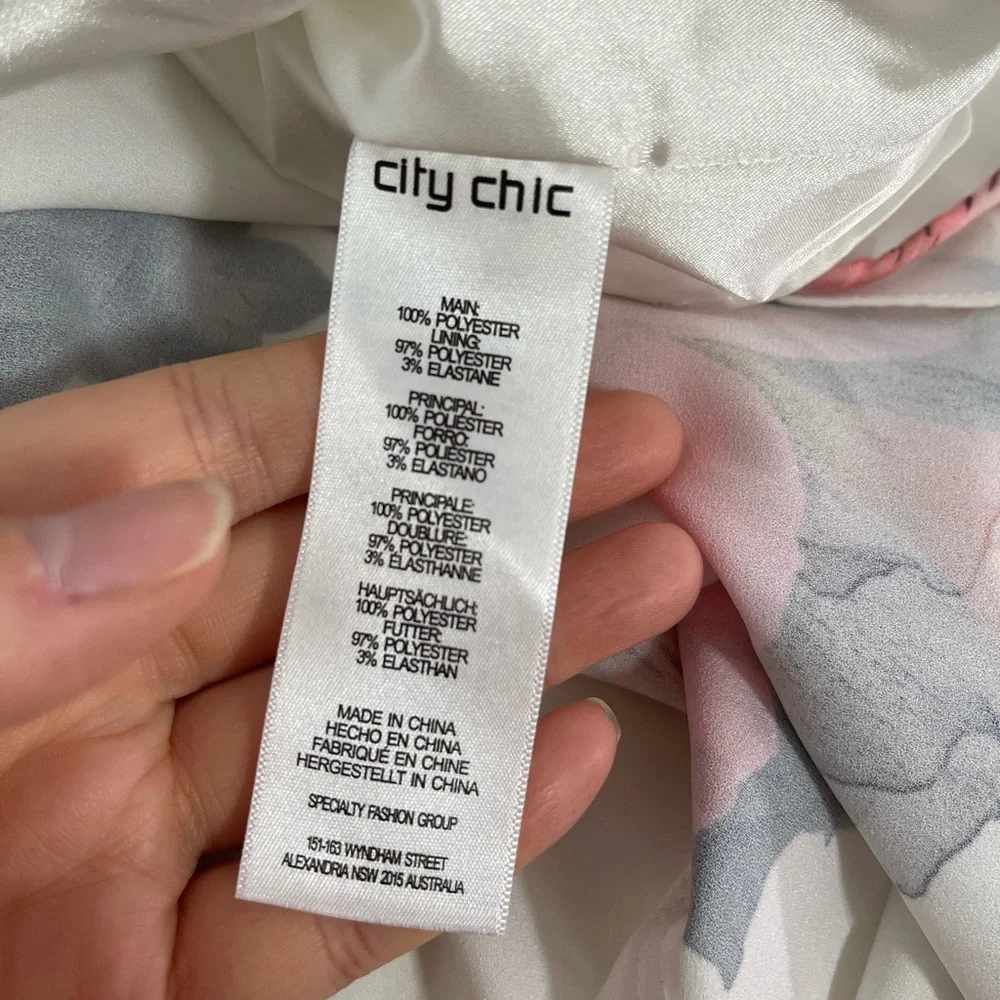 city chic
MAIN:
100% POLYESTER
LINING:
97% POLYESTER
3% ELASTANE
PRINCIPAL:
100% POLIÉSTER
FORRO:
97% POLIÉSTER
3% ELASTANO
PRINCIPALE:
100% POLYESTER
DOUBLURE:
97% POLYESTER
3% ÉLASTHANNE
HAUPTSÄCHLICH:
100% POLYESTER
FUTTER:
97% POLYESTER
3% ELASTHAN
MADE IN CHINA
HECHO EN CHINA
FABRIQUÉ EN CHINE
HERGESTELLT IN CHINA
SPECIALTY FASHION GROUP
151-163 WYNDHAM STREET
ALEXANDRIA NSW 2015 AUSTRALIA